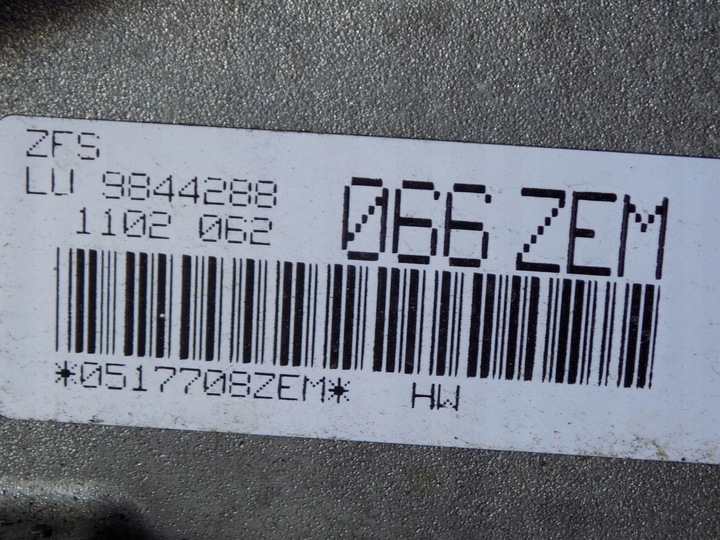 ZFS
LU 9844288
1102 062
066 ZEM
*0517708ZEM*
HW